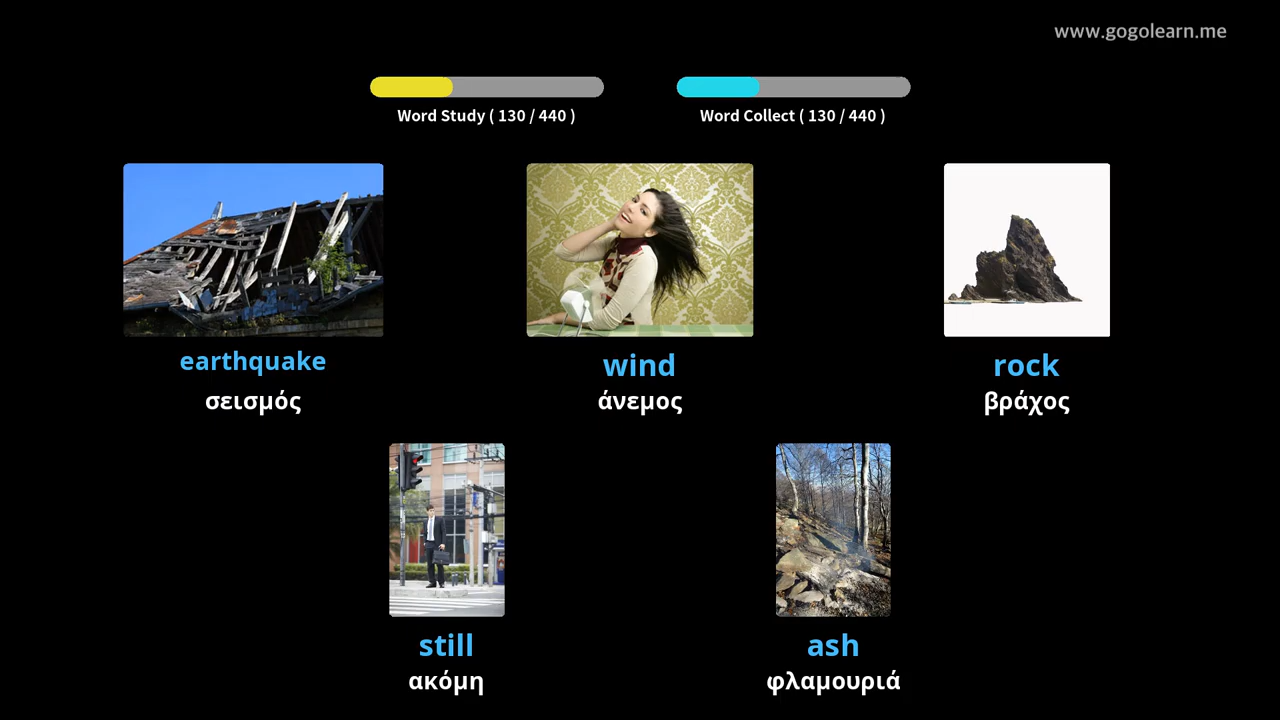 www.gogolearn.me
Word Study ( 130 / 440 )
Word Collect ( 130 / 440 )
earthquake
σεισμός
wind
άνεμος
rock
βράχος
still
ακόμη
ash
φλαμουριά